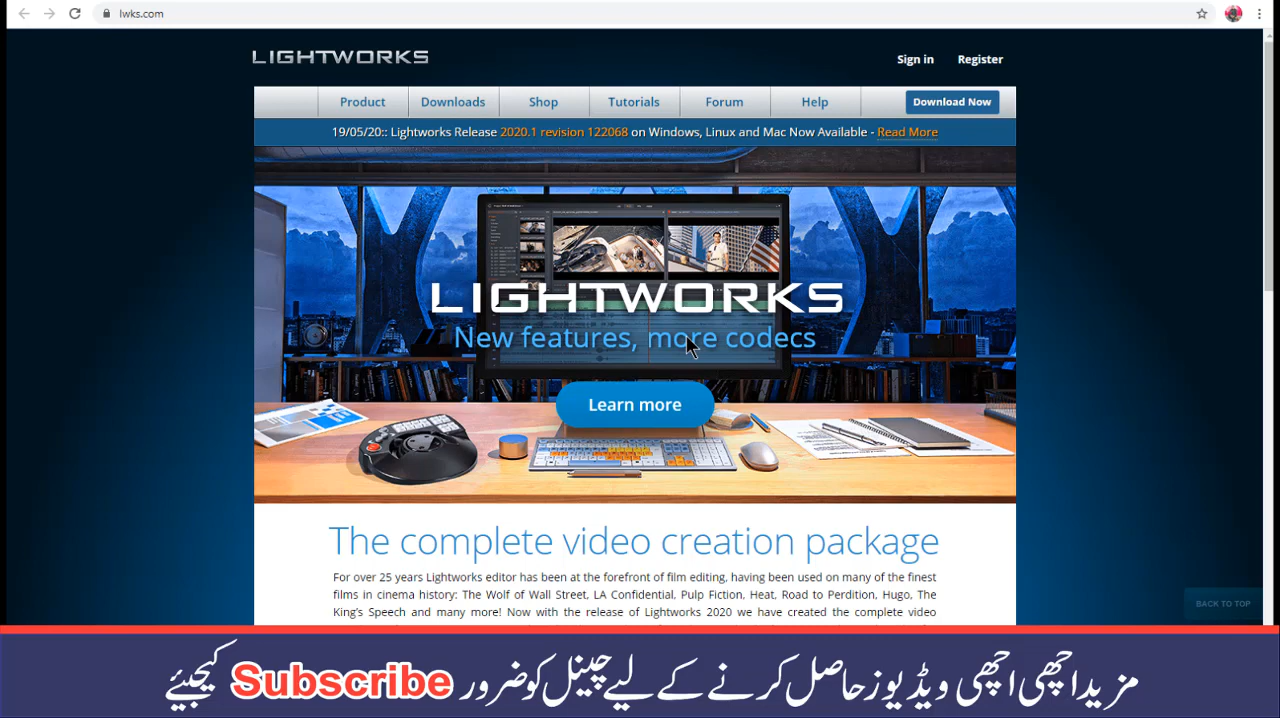 lwks.com
LIGHTWORKS
Sign in Register
Product Downloads Shop Tutorials Forum Help Download Now
19/05/20:: Lightworks Release 2020.1 revision 122068 on Windows, Linux and Mac Now Available - Read More
LIGHTWORKS
New features, more codecs
Learn more
The complete video creation package
For over 25 years Lightworks editor has been at the forefront of film editing, having been used on many of the finest
films in cinema history: The Wolf of Wall Street, LA Confidential, Pulp Fiction, Heat, Road to Perdition, Hugo, The
King's Speech and many more! Now with the release of Lightworks 2020 we have created the complete video
BACK TO TOP
مزید اچھی اچھی ویڈیوز حاصل کرنے کے لیے چینل کو ضرور Subscribe کیجیئے